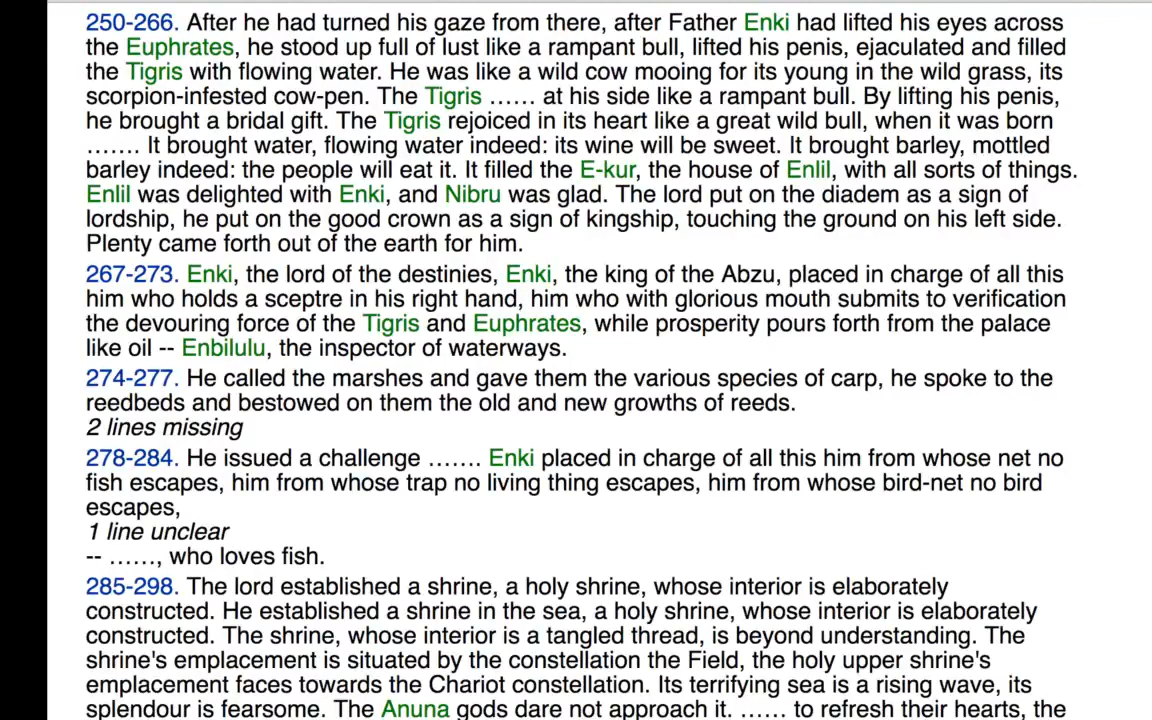 250-266. After he had turned his gaze from there, after Father Enki had lifted his eyes across
the Euphrates, he stood up full of lust like a rampant bull, lifted his penis, ejaculated and filled
the Tigris with flowing water. He was like a wild cow mooing for its young in the wild grass, its
scorpion-infested cow-pen. The Tigris ...... at his side like a rampant bull. By lifting his penis,
he brought a bridal gift. The Tigris rejoiced in its heart like a great wild bull, when it was born
....... It brought water, flowing water indeed: its wine will be sweet. It brought barley, mottled
barley indeed: the people will eat it. It filled the E-kur, the house of Enlil, with all sorts of things.
Enlil was delighted with Enki, and Nibru was glad. The lord put on the diadem as a sign of
lordship, he put on the good crown as a sign of kingship, touching the ground on his left side.
Plenty came forth out of the earth for him.
267-273. Enki, the lord of the destinies, Enki, the king of the Abzu, placed in charge of all this
him who holds a sceptre in his right hand, him who with glorious mouth submits to verification
the devouring force of the Tigris and Euphrates, while prosperity pours forth from the palace
like oil -- Enbilulu, the inspector of waterways.
274-277. He called the marshes and gave them the various species of carp, he spoke to the
reedbeds and bestowed on them the old and new growths of reeds.
2 lines missing
278-284. He issued a challenge ....... Enki placed in charge of all this him from whose net no
fish escapes, him from whose trap no living thing escapes, him from whose bird-net no bird
escapes,
1 line unclear
-- ......, who loves fish.
285-298. The lord established a shrine, a holy shrine, whose interior is elaborately
constructed. He established a shrine in the sea, a holy shrine, whose interior is elaborately
constructed. The shrine, whose interior is a tangled thread, is beyond understanding. The
shrine's emplacement is situated by the constellation the Field, the holy upper shrine's
emplacement faces towards the Chariot constellation. Its terrifying sea is a rising wave, its
splendour is fearsome. The Anuna gods dare not approach it. ...... to refresh their hearts, the